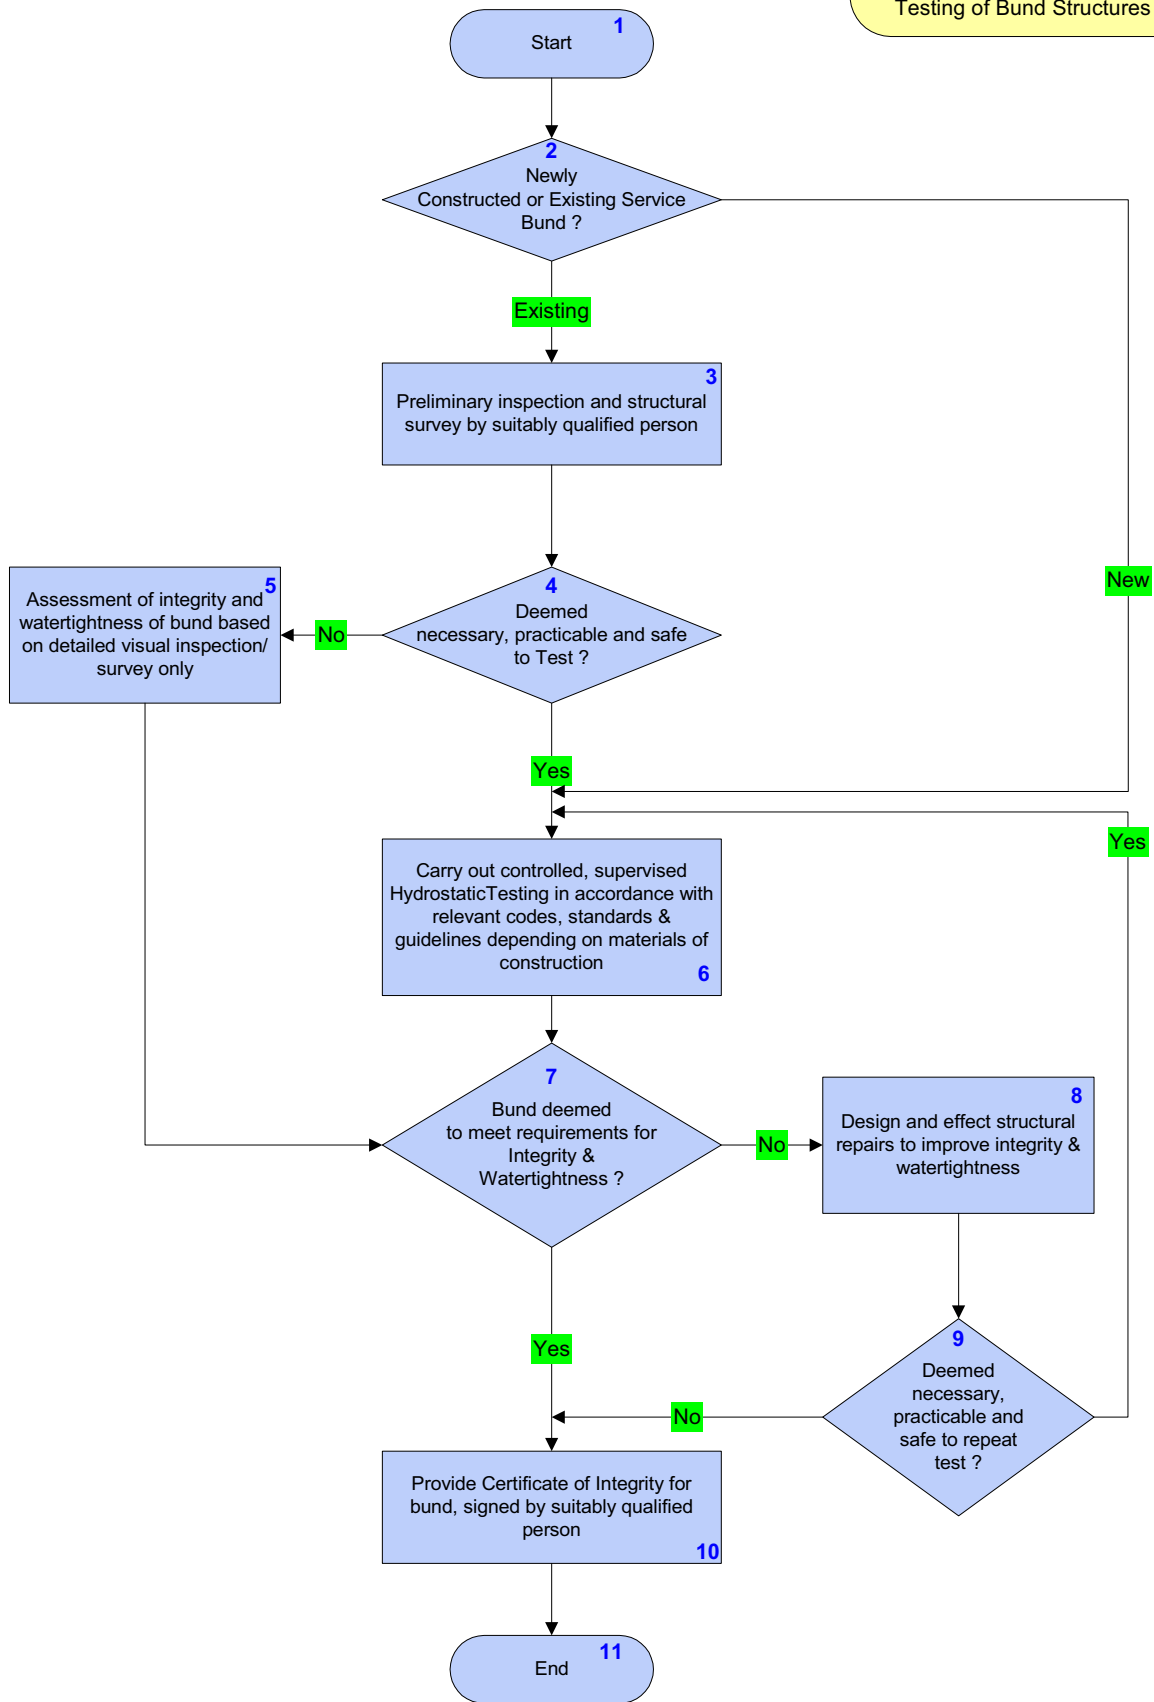 Testing of Bund Structures
1
Start
2
Newly
Constructed or Existing Service
Bund ?
Existing
3
Preliminary inspection and structural
survey by suitably qualified person
New
4
Deemed
necessary, practicable and safe
to Test ?
No
5
Assessment of integrity and
watertightness of bund based
on detailed visual inspection/
survey only
Yes
Yes
Carry out controlled, supervised
HydrostaticTesting in accordance with
relevant codes, standards &
guidelines depending on materials of
construction
6
7
Bund deemed
to meet requirements for
Integrity &
Watertightness ?
No
8
Design and effect structural
repairs to improve integrity &
watertightness
Yes
9
Deemed
necessary,
practicable and
safe to repeat
test ?
No
Provide Certificate of Integrity for
bund, signed by suitably qualified
person
10
11
End